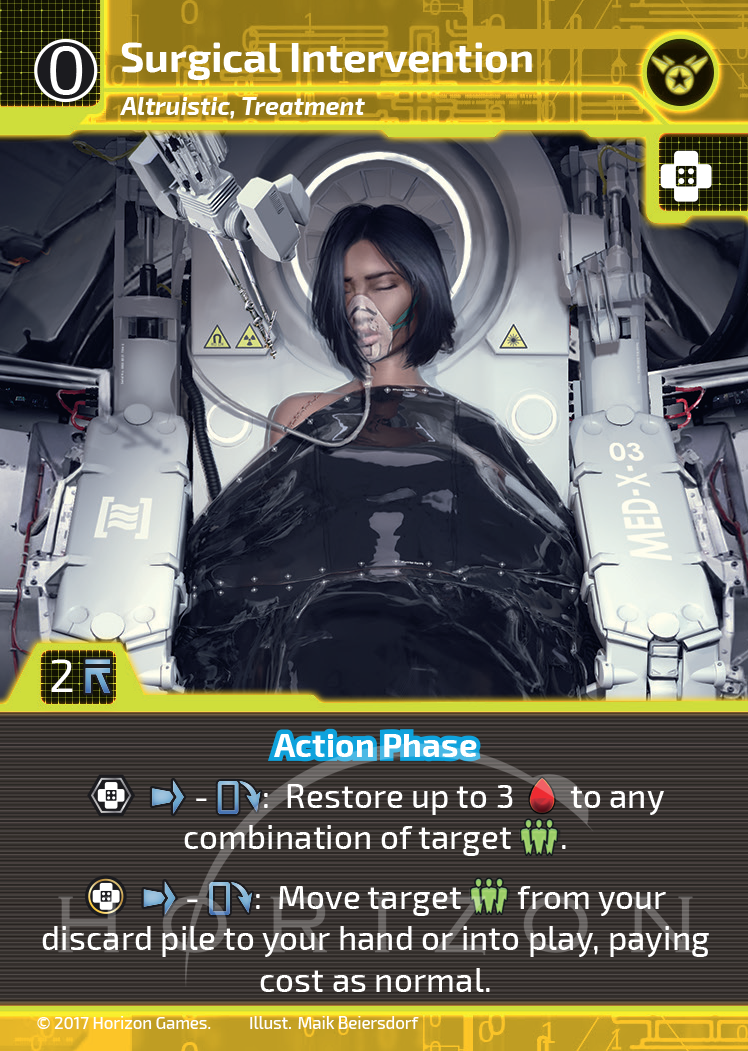 0
Surgical Intervention
Altruistic, Treatment
03
MED-X-03
2
Action Phase
- : Restore up to 3 to any
combination of target .
- : Move target from your
discard pile to your hand or into play, paying
cost as normal.
HORIZON
© 2017 Horizon Games. Illust. Maik Beiersdorf